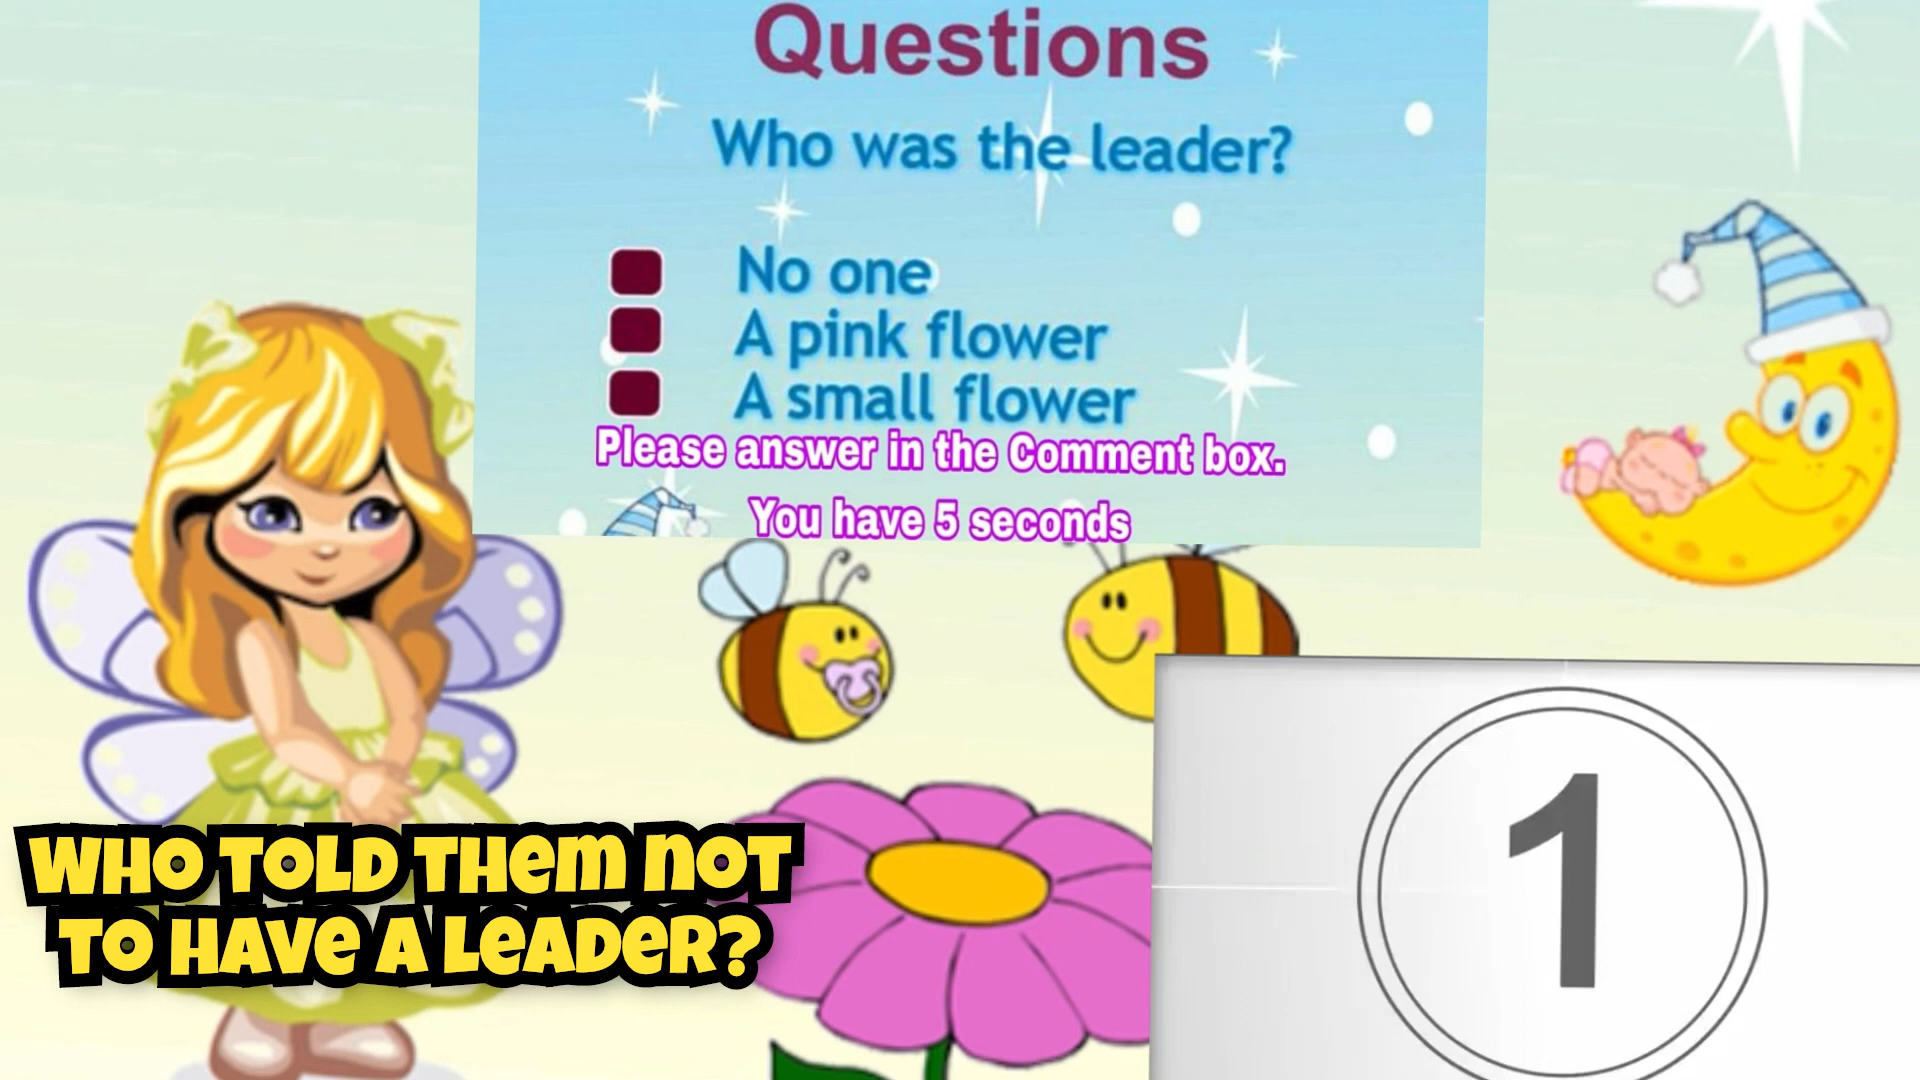 Questions
Who was the leader?
No one
A pink flower
A small flower
Please answer in the Comment box.
You have 5 seconds
WHO TOLD THEM NOT
TO HAVE A LEADER?
1